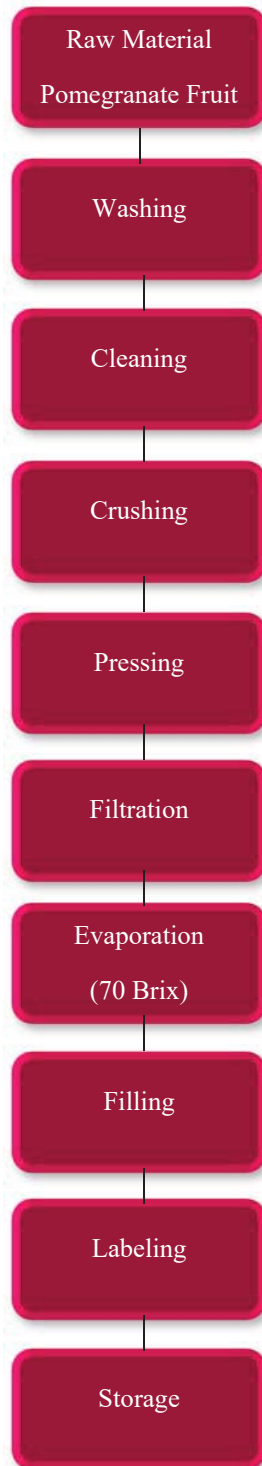 Raw Material
Pomegranate Fruit
Washing
Cleaning
Crushing
Pressing
Filtration
Evaporation
(70 Brix)
Filling
Labeling
Storage